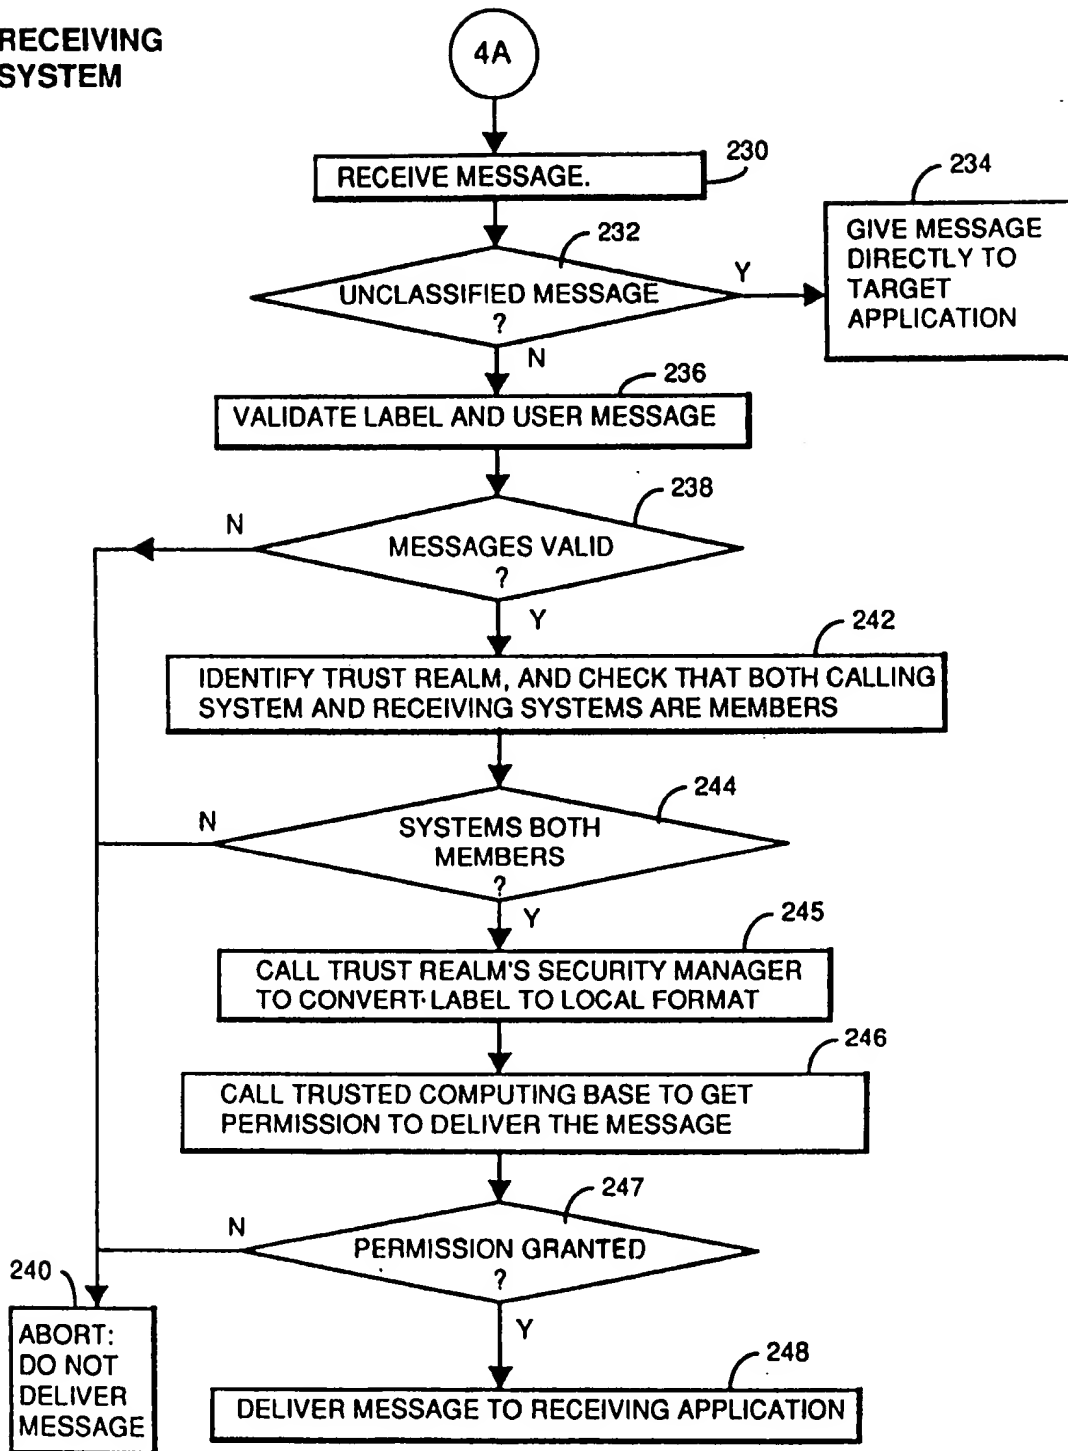 RECEIVING
SYSTEM
4A
230
RECEIVE MESSAGE.
234
GIVE MESSAGE
DIRECTLY TO
TARGET
APPLICATION
232
UNCLASSIFIED MESSAGE
?
Y
N
236
VALIDATE LABEL AND USER MESSAGE
238
N
MESSAGES VALID
?
Y
242
IDENTIFY TRUST REALM, AND CHECK THAT BOTH CALLING
SYSTEM AND RECEIVING SYSTEMS ARE MEMBERS
244
N
SYSTEMS BOTH
MEMBERS
?
Y
245
CALL TRUST REALM'S SECURITY MANAGER
TO CONVERT LABEL TO LOCAL FORMAT
246
CALL TRUSTED COMPUTING BASE TO GET
PERMISSION TO DELIVER THE MESSAGE
247
N
PERMISSION GRANTED
?
Y
240
ABORT:
DO NOT
DELIVER
MESSAGE
248
DELIVER MESSAGE TO RECEIVING APPLICATION